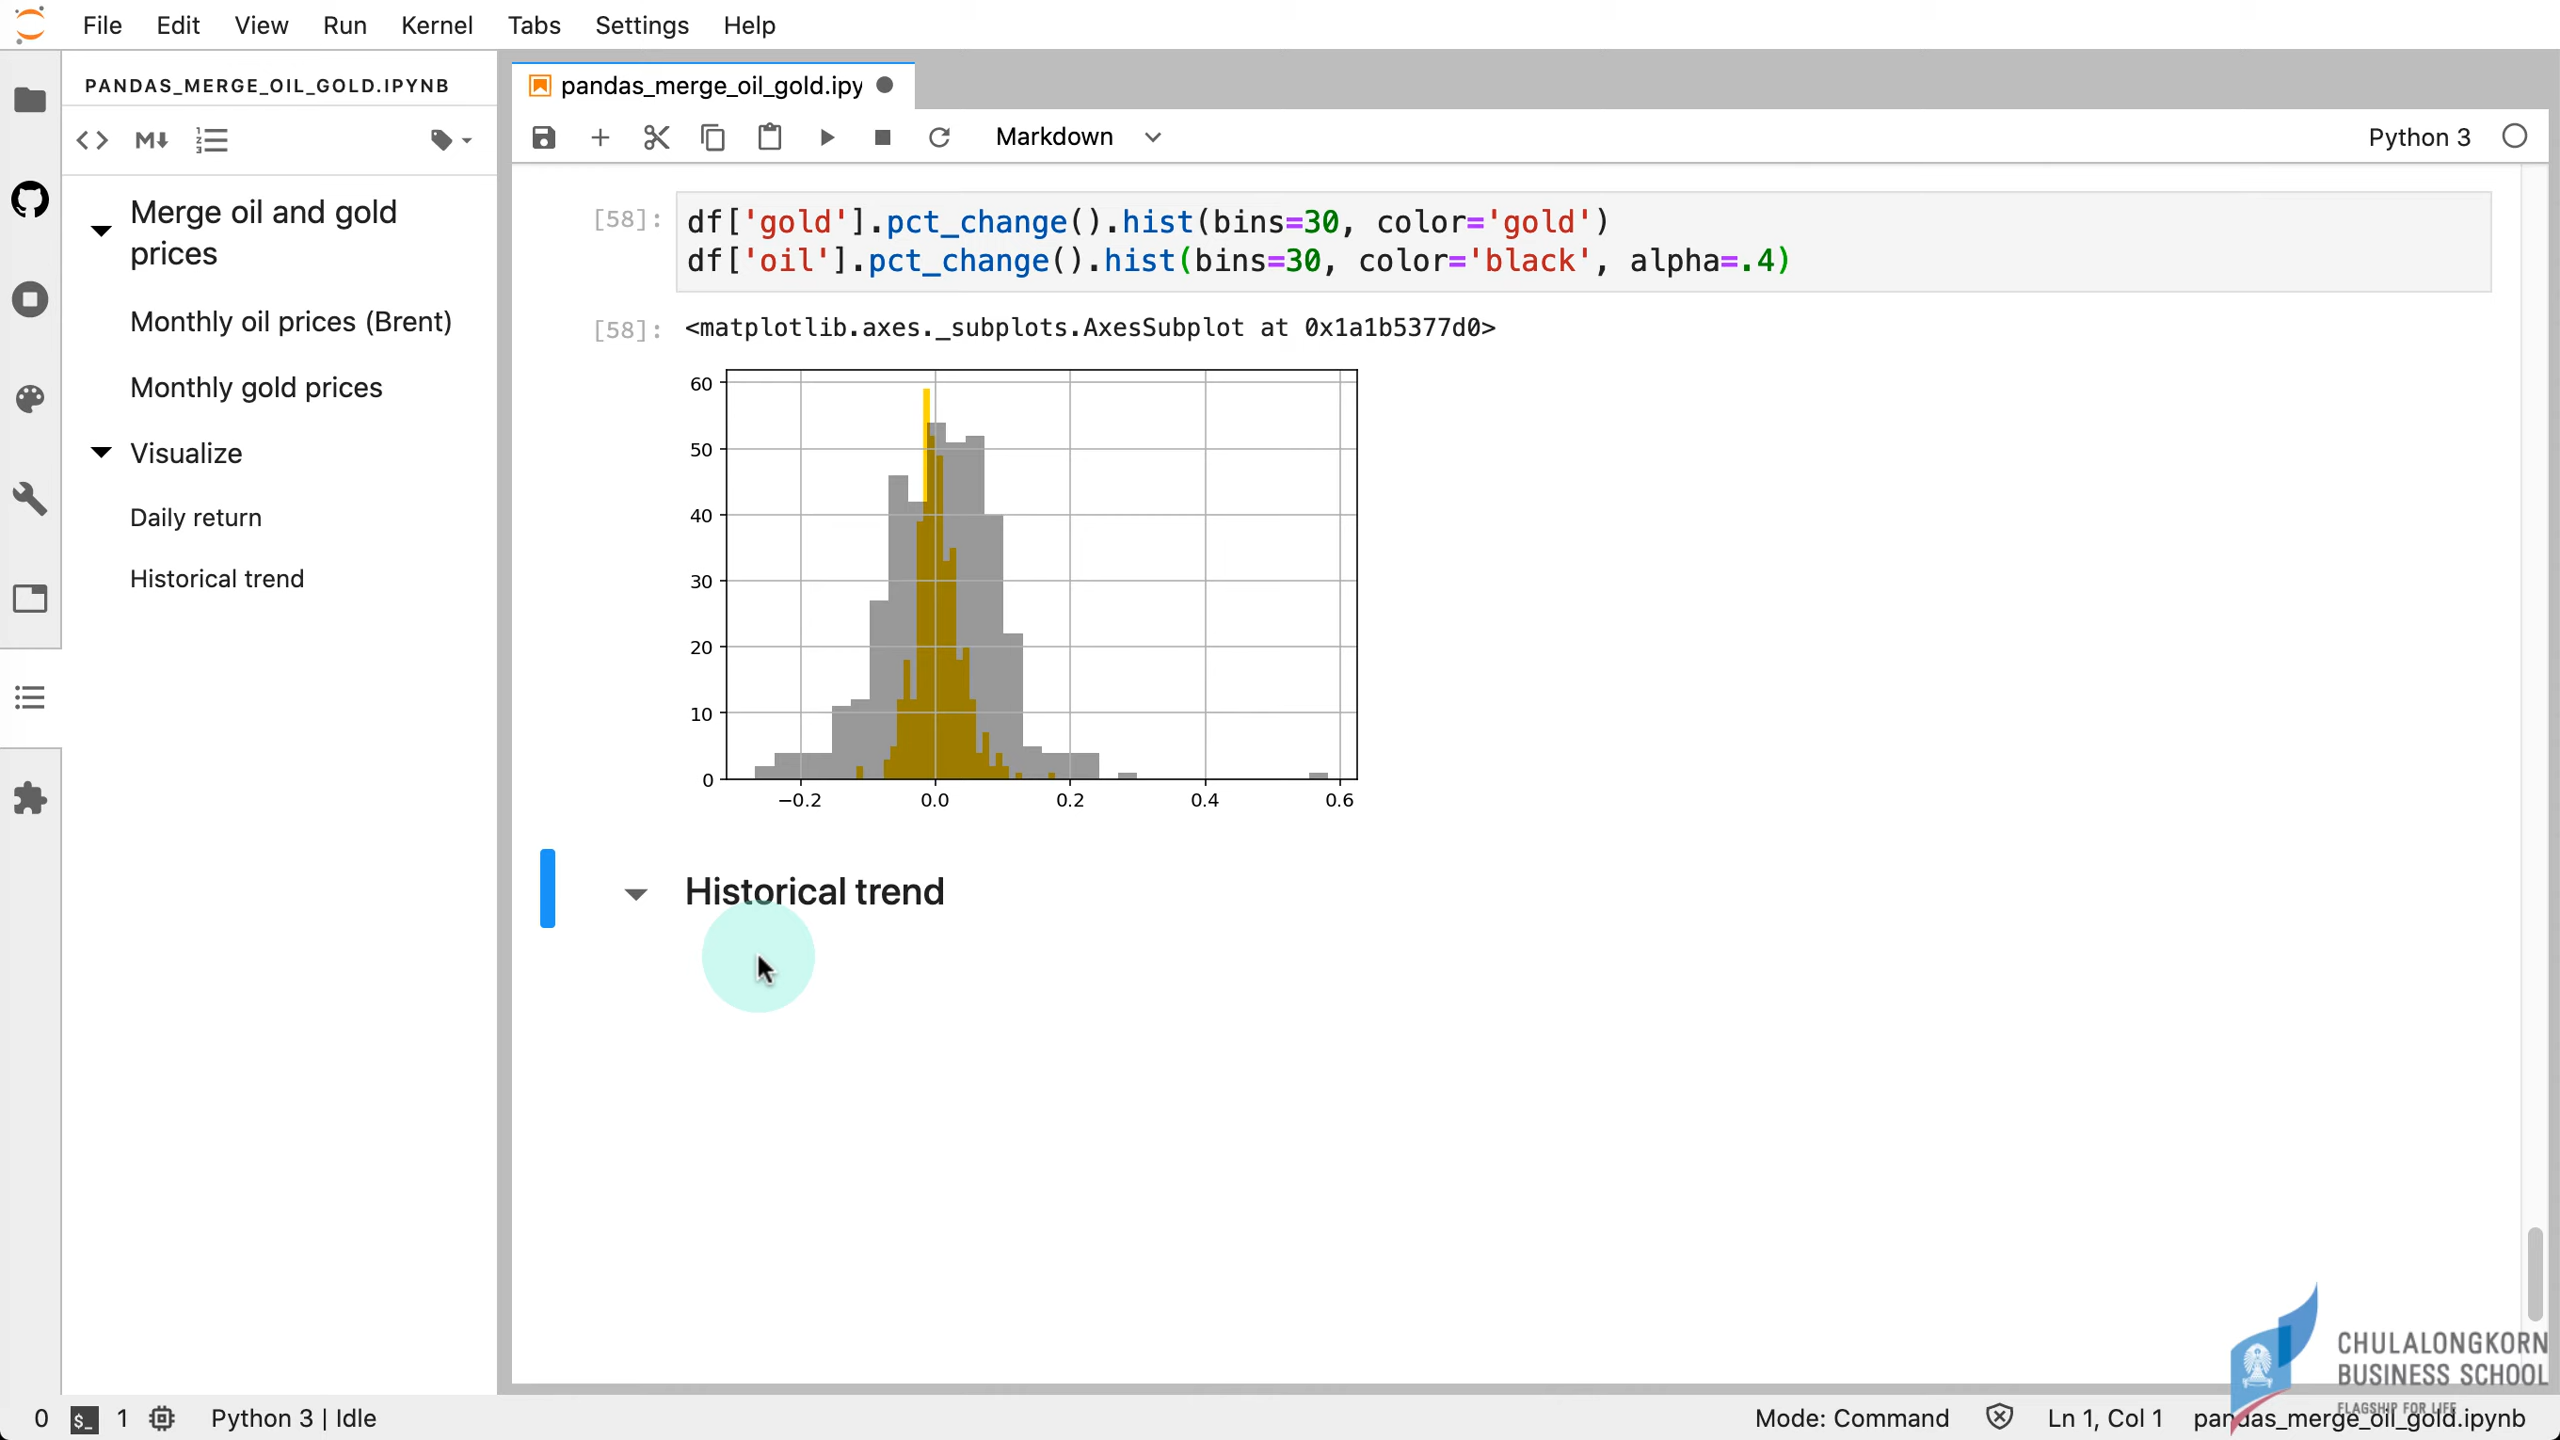 File Edit View Run Kernel Tabs Settings Help
PANDAS_MERGE_OIL_GOLD.IPYNB
pandas_merge_oil_gold.ipy
M
Markdown
Python 3
Merge oil and gold
prices
Monthly oil prices (Brent)
Monthly gold prices
Visualize
Daily return
Historical trend
[58]:
df['gold'].pct_change().hist(bins=30, color='gold')
df['oil'].pct_change().hist(bins=30, color='black', alpha=.4)
[58]:
<matplotlib.axes._subplots.AxesSubplot at 0x1a1b5377d0>
60
50
40
30
20
10
0
−0.2 0.0 0.2 0.4 0.6
Historical trend
CHULALONGKORN
BUSINESS SCHOOL
FLAGSHIP FOR LIFE
0 $_ 1 Python 3 | Idle Mode: Command Ln 1, Col 1 pandas_merge_oil_gold.ipynb